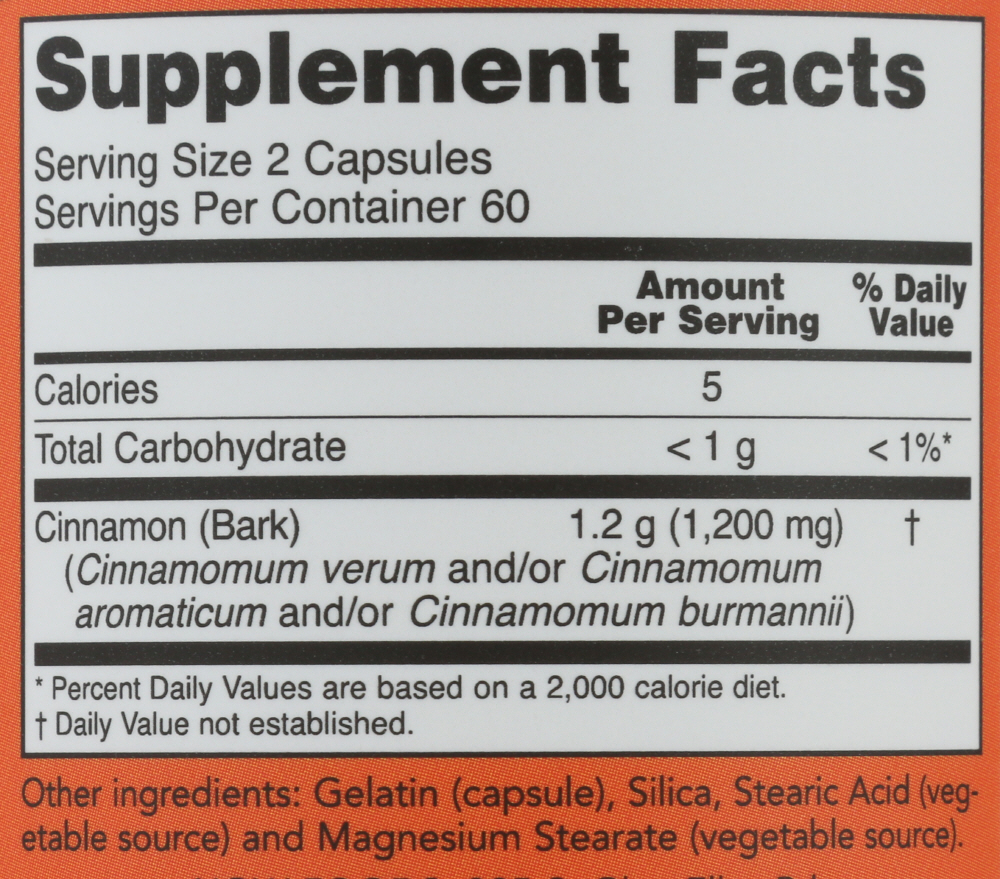 Supplement Facts
Serving Size 2 Capsules
Servings Per Container 60
Amount Per Serving % Daily Value
Calories 5
Total Carbohydrate < 1 g < 1%*
Cinnamon (Bark) 1.2 g (1,200 mg) †
(Cinnamomum verum and/or Cinnamomum
aromaticum and/or Cinnamomum burmannii)
* Percent Daily Values are based on a 2,000 calorie diet.
† Daily Value not established.
Other ingredients: Gelatin (capsule), Silica, Stearic Acid (veg-
etable source) and Magnesium Stearate (vegetable source).